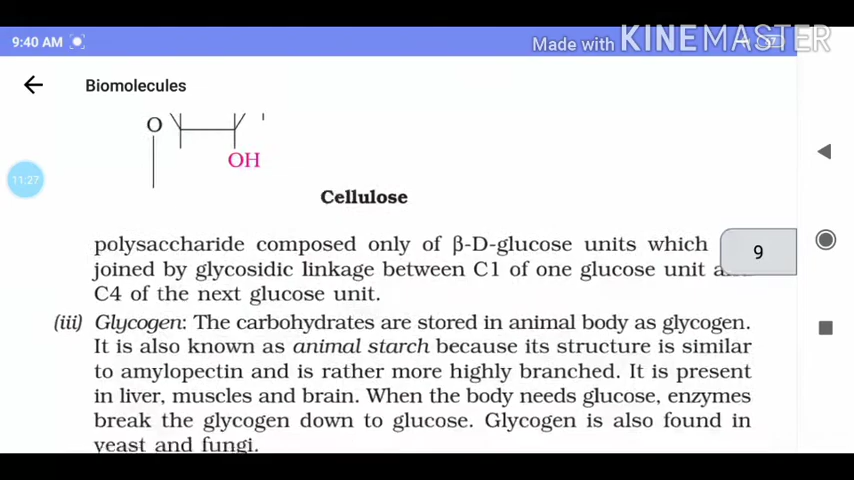 9:40 AM
Made with KINEMASTER
Biomolecules
O
OH
11:27
Cellulose
polysaccharide composed only of β-D-glucose units which
9
joined by glycosidic linkage between C1 of one glucose unit
C4 of the next glucose unit.
(iii) Glycogen: The carbohydrates are stored in animal body as glycogen.
It is also known as animal starch because its structure is similar
to amylopectin and is rather more highly branched. It is present
in liver, muscles and brain. When the body needs glucose, enzymes
break the glycogen down to glucose. Glycogen is also found in
yeast and fungi.